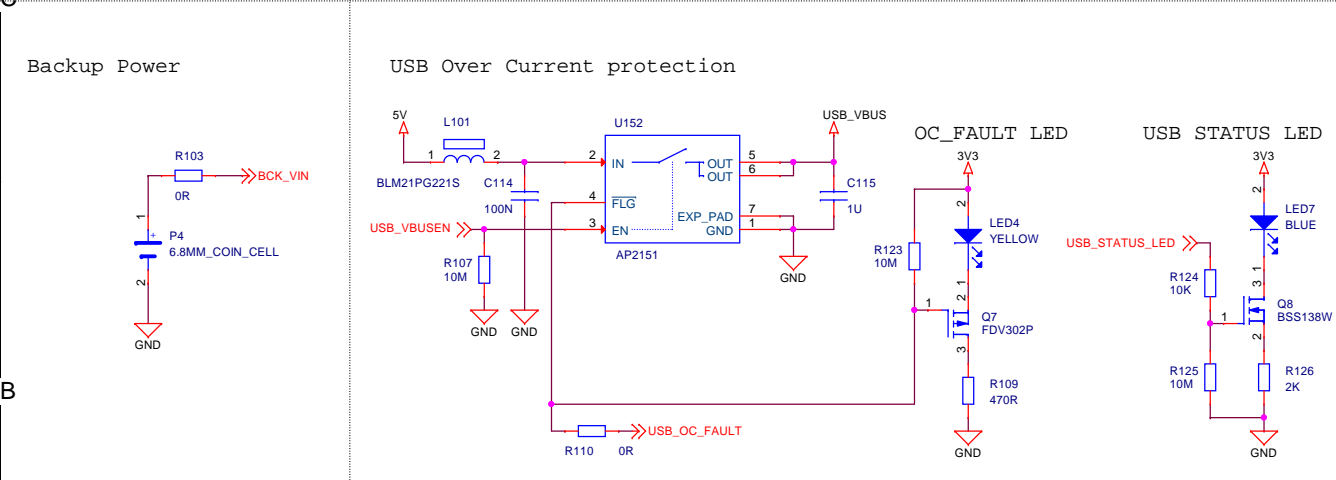 C
Backup Power
R103
0R
BCK_VIN
1
+
P4
6.8MM_COIN_CELL
2
GND
USB Over Current protection
5V
L101
1
2
BLM21PG221S
C114
100N
USB_VBUSEN
R107
10M
GND
GND
U152
2
IN
4
FLG
3
EN
OUT
5
OUT
6
EXP_PAD
7
GND
1
AP2151
USB_VBUS
C115
1U
GND
R110
0R
USB_OC_FAULT
OC_FAULT LED
3V3
2
LED4
YELLOW
1
R123
10M
1
2
Q7
FDV302P
3
R109
470R
GND
USB STATUS LED
3V3
2
LED7
BLUE
1
USB_STATUS_LED
R124
10K
1
3
Q8
BSS138W
2
R125
10M
R126
2K
GND
B